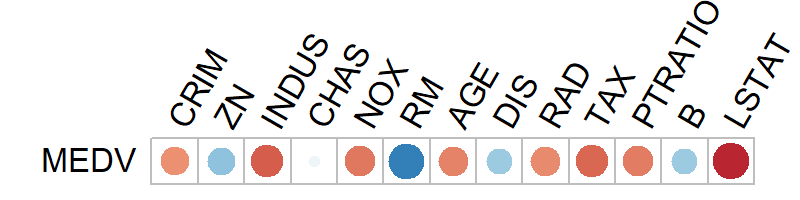 CRIM ZN INDUS CHAS NOX RM AGE DIS RAD TAX PTRATIO B LSTAT
MEDV